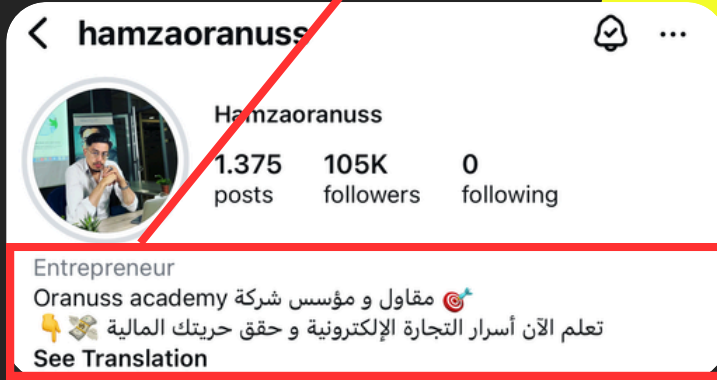 hamzaoranuss
Hamzaoranuss
1.375 105K 0
posts followers following
Entrepreneur
🎯 مقاول و مؤسس شركة Oranuss academy
تعلم الآن أسرار التجارة الإلكترونية و حقق حريتك المالية 💸👇
See Translation